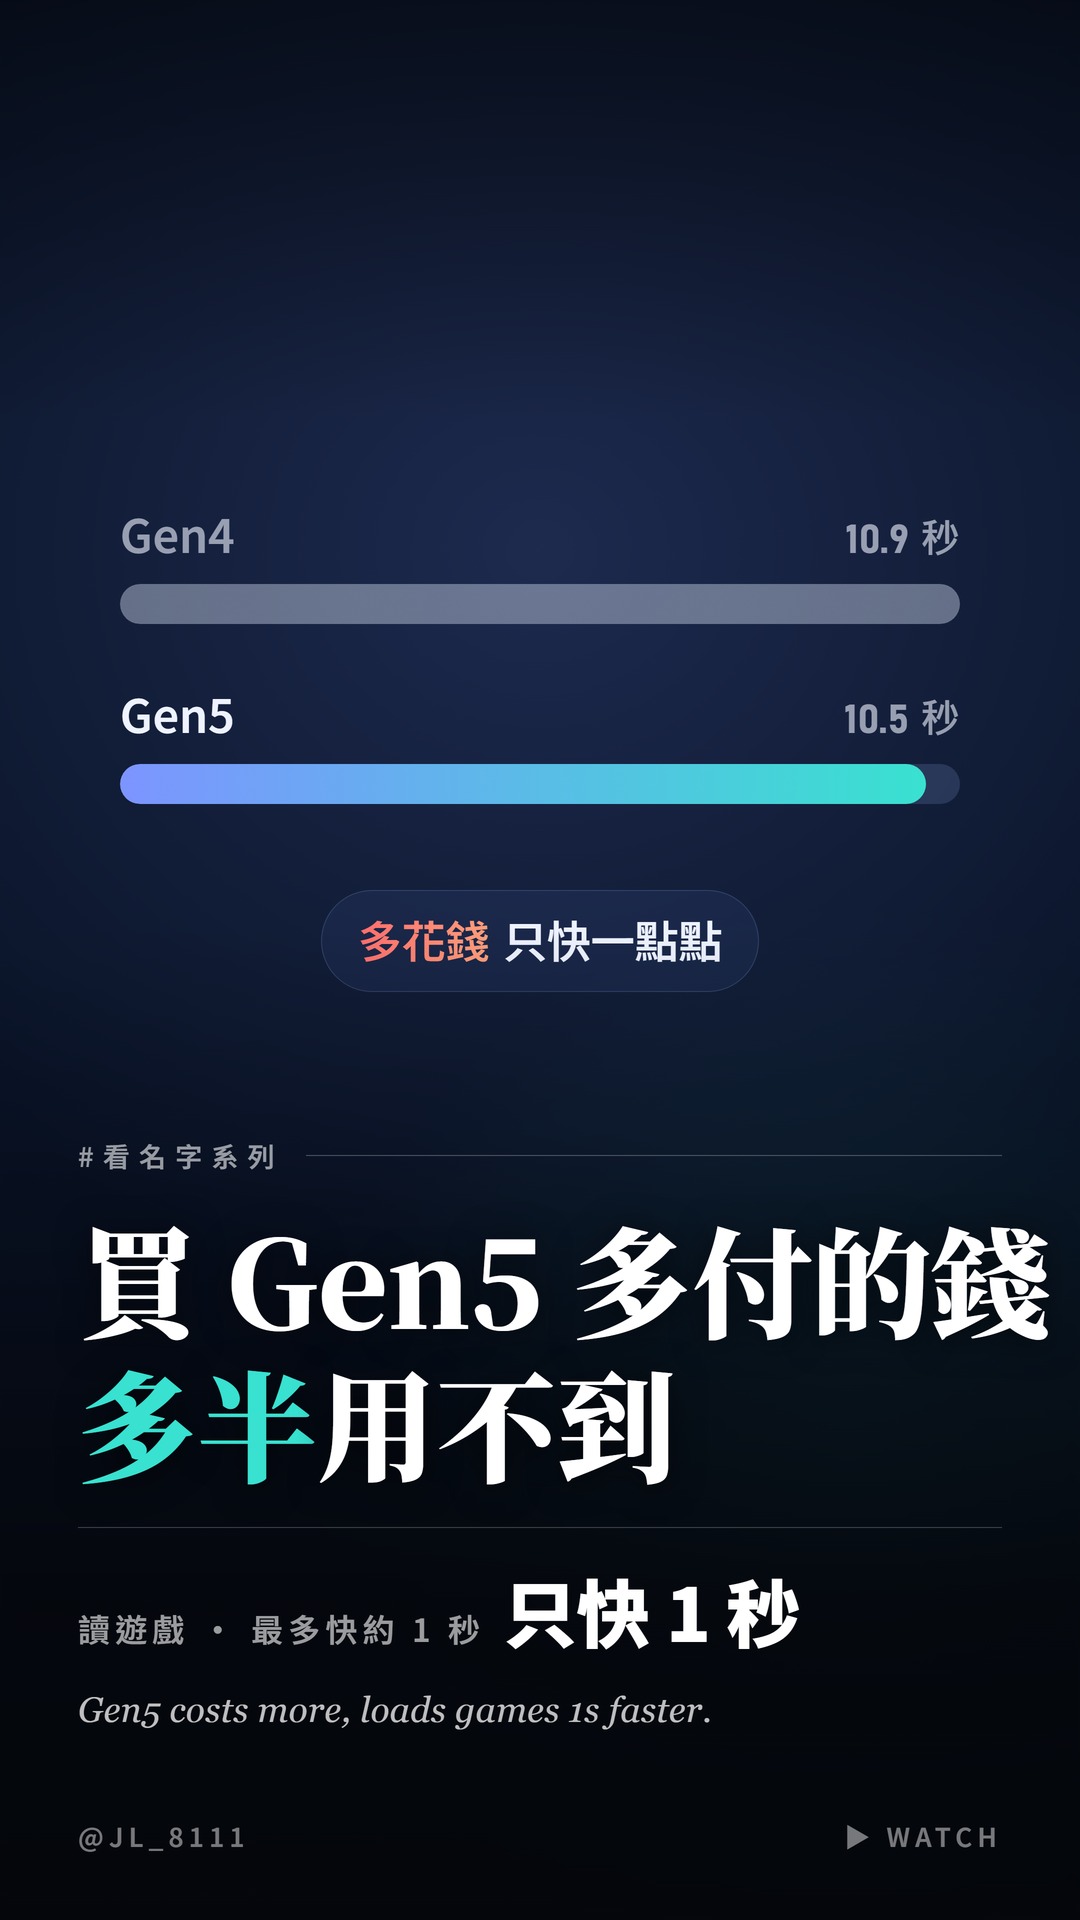 Gen4 10.9 秒
Gen5 10.5 秒
多花錢 只快一點點
#看名字系列
買 Gen5 多付的錢
多半用不到
讀遊戲 · 最多快約 1 秒 只快 1 秒
Gen5 costs more, loads games 1s faster.
@JL_8111 ▶ WATCH